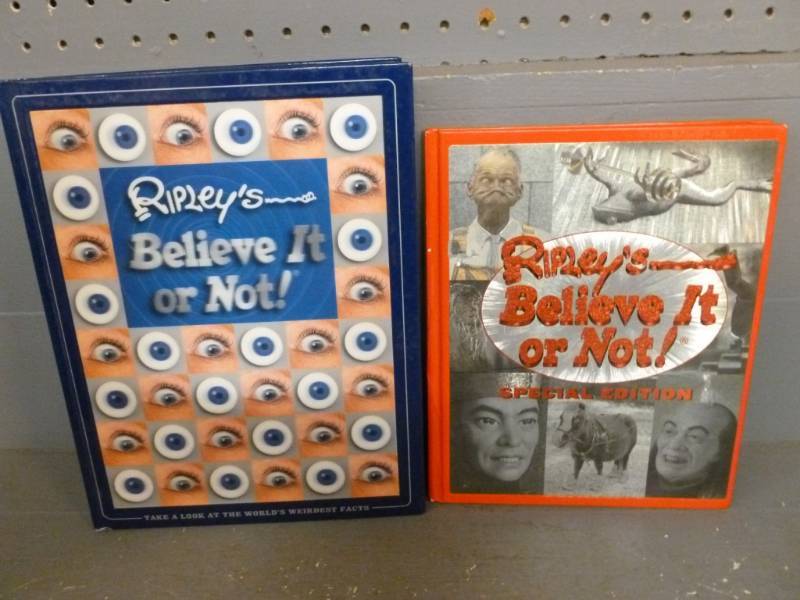 Ripley's
Believe It
or Not!®
TAKE A LOOK AT THE WORLD'S WEIRDEST FACTS
Ripley's
Believe It
or Not!®
SPECIAL EDITION